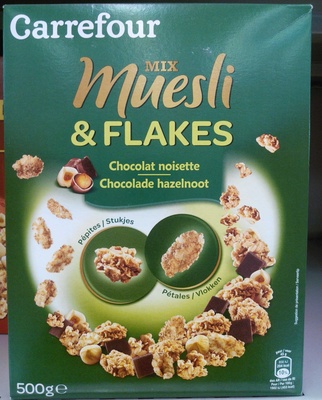 Carrefour
MIX
Muesli
& FLAKES
Chocolat noisette
Chocolade hazelnoot
Pépites / Stukjes
Pétales / Vlokken
500g e